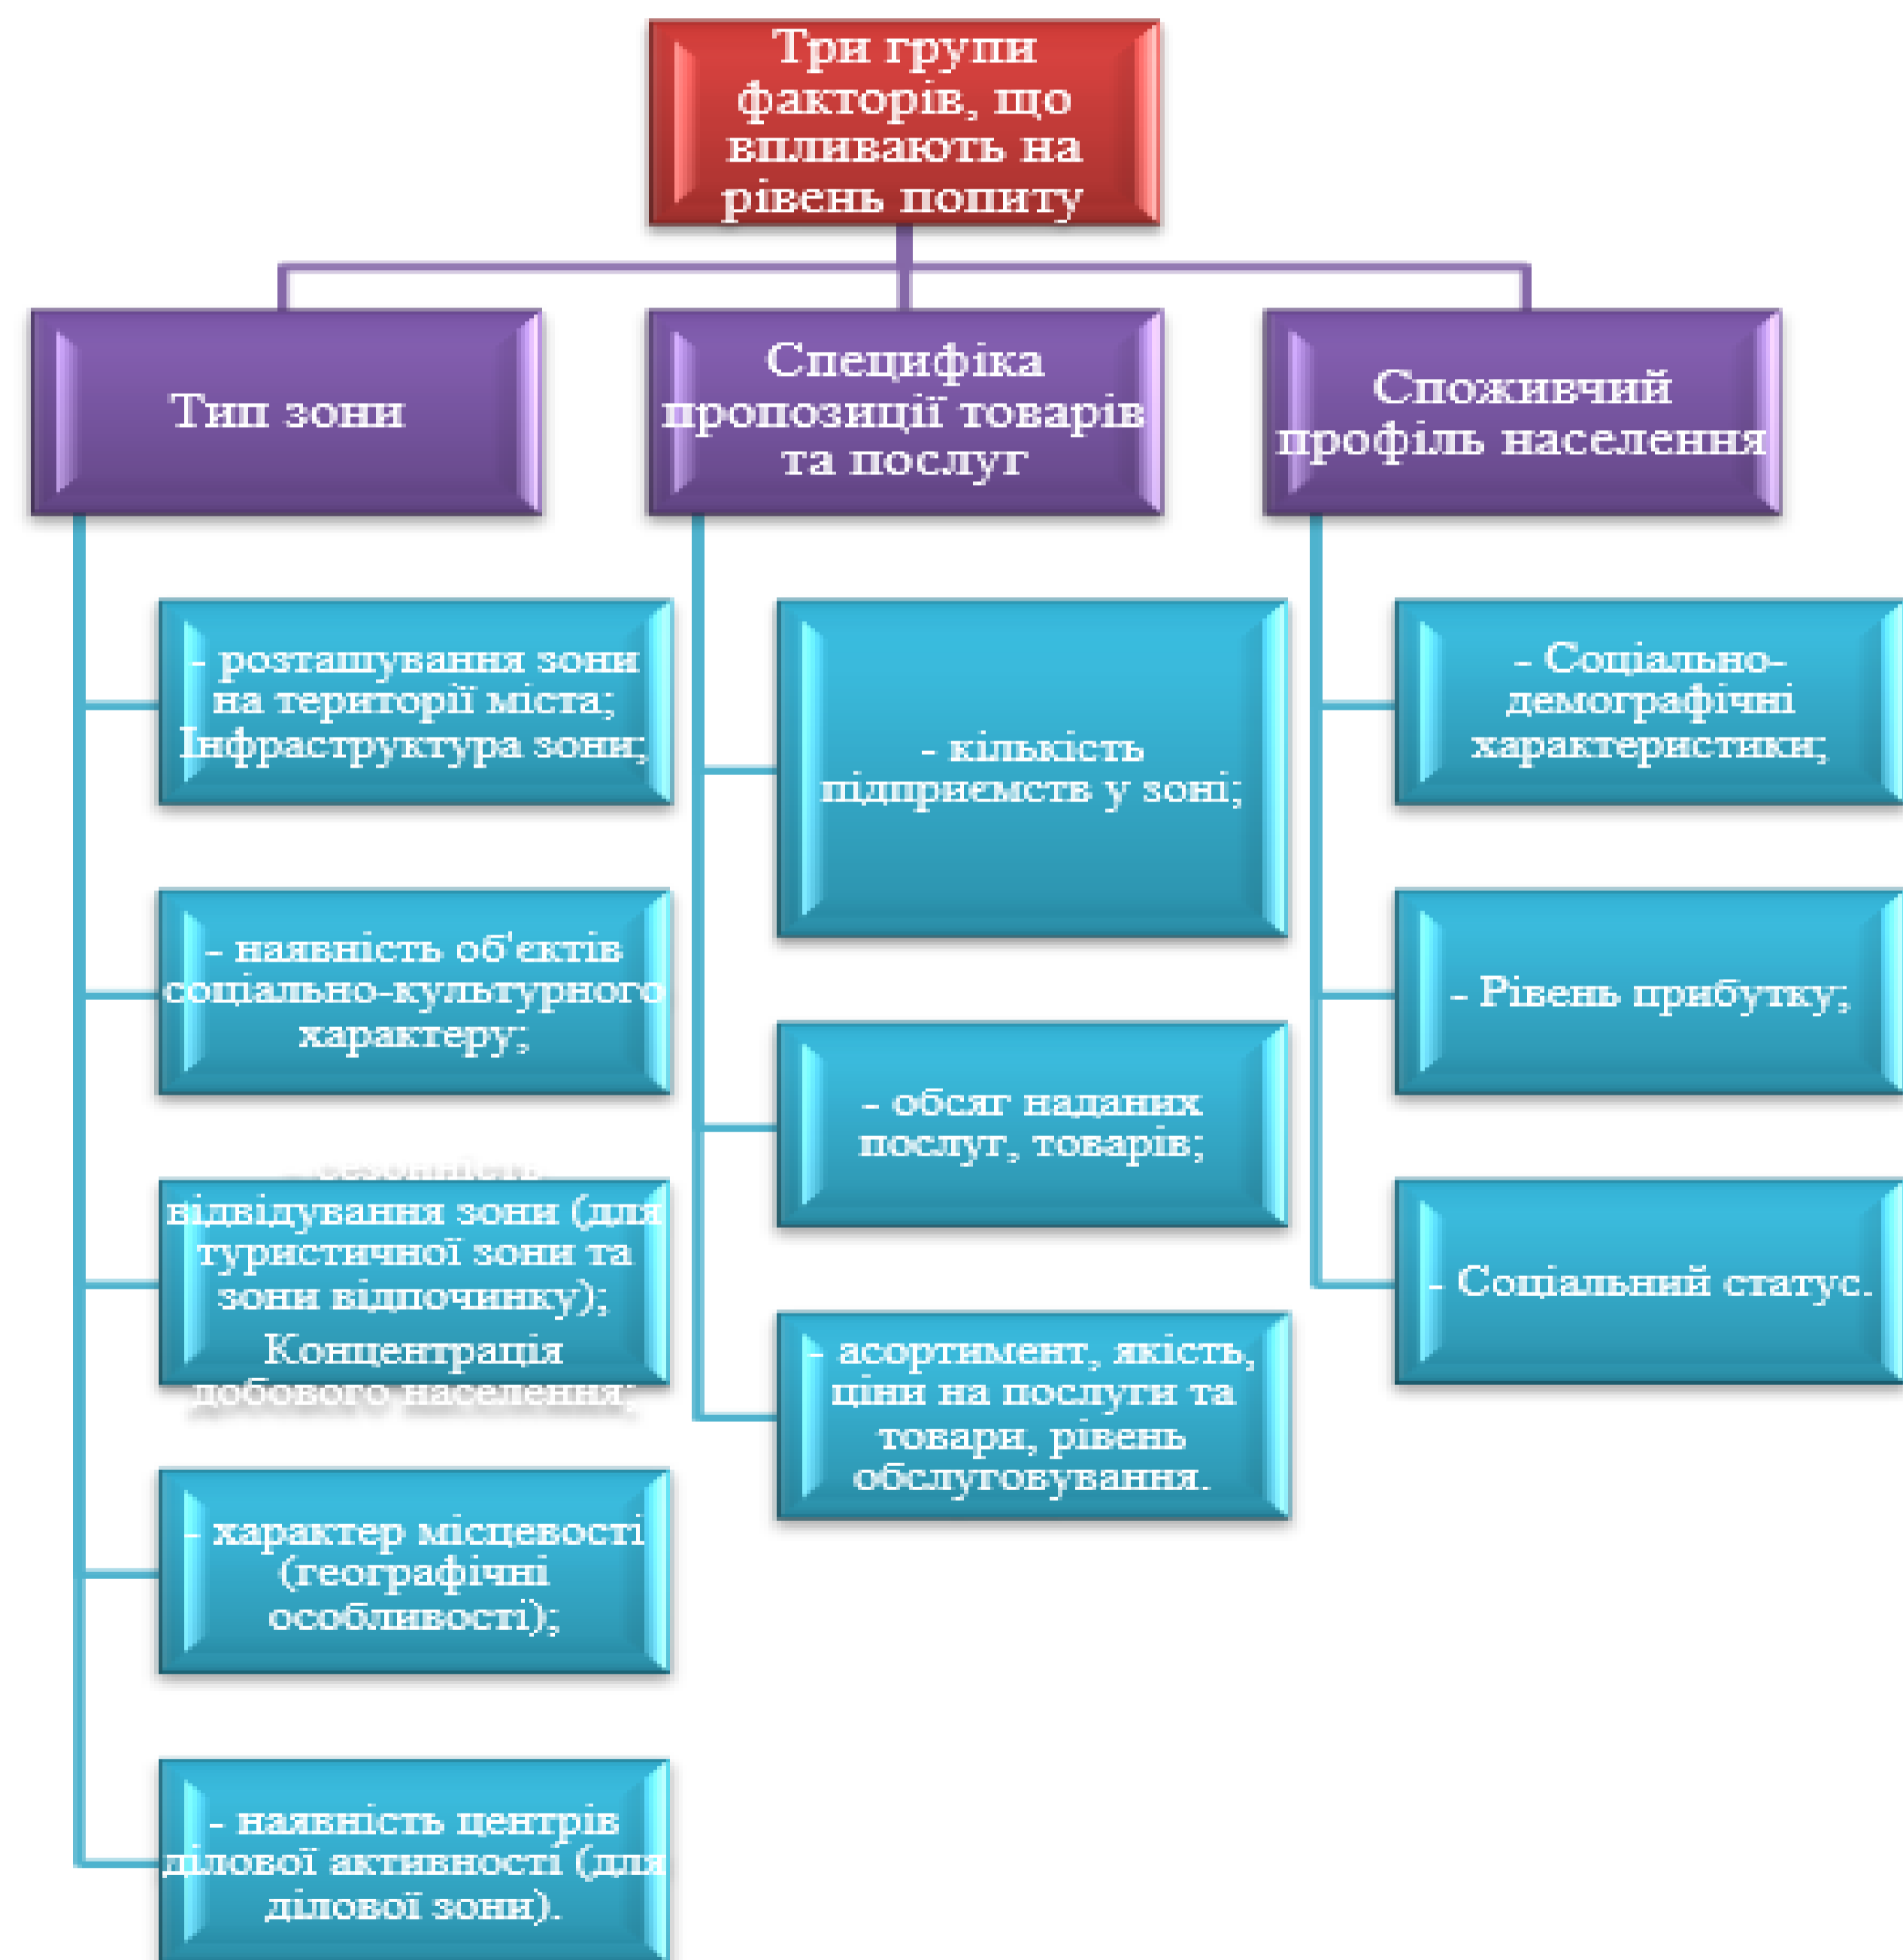 Три групи
факторів, що
впливають на
рівень попиту
Тип зони
- розташування зони
на території міста;
Інфраструктура зони;
- наявність об'єктів
соціально-культурного
характеру;
- сезонність
відвідування зони (для
туристичної зони та
зони відпочинку);
Концентрація
добового населення;
- характер місцевості
(географічні
особливості);
- наявність центрів
ділової активності (для
ділової зони).
Специфіка
пропозиції товарів
та послуг
- кількість
підприємств у зоні;
- обсяг наданих
послуг, товарів;
- асортимент, якість,
ціни на послуги та
товари, рівень
обслуговування.
Споживчий
профіль населення
- Соціально-
демографічні
характеристики;
- Рівень прибутку;
- Соціальний статус.